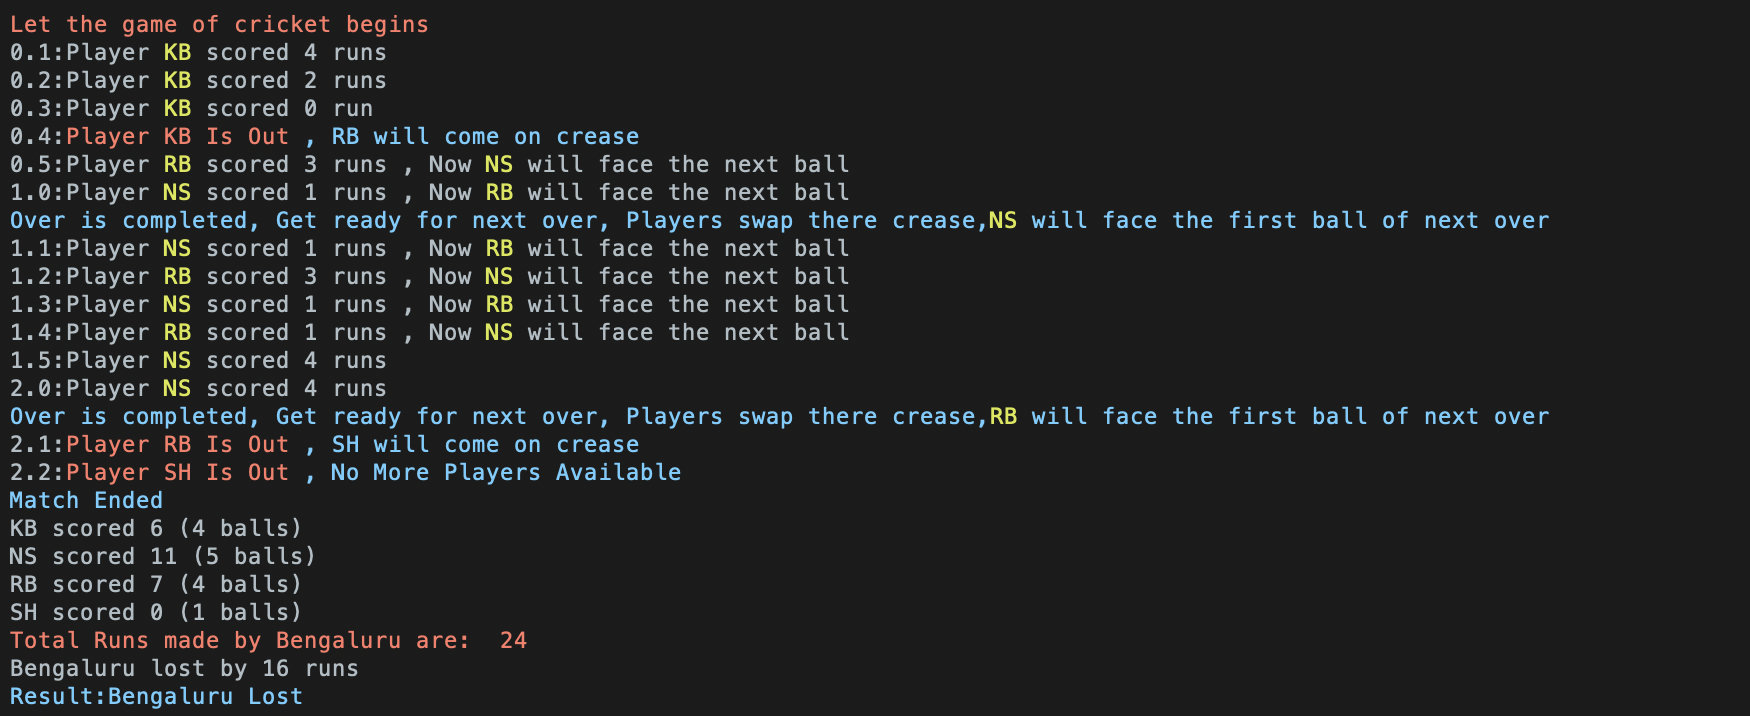 Let the game of cricket begins
0.1:Player KB scored 4 runs
0.2:Player KB scored 2 runs
0.3:Player KB scored 0 run
0.4:Player KB Is Out , RB will come on crease
0.5:Player RB scored 3 runs , Now NS will face the next ball
1.0:Player NS scored 1 runs , Now RB will face the next ball
Over is completed, Get ready for next over, Players swap there crease,NS will face the first ball of next over
1.1:Player NS scored 1 runs , Now RB will face the next ball
1.2:Player RB scored 3 runs , Now NS will face the next ball
1.3:Player NS scored 1 runs , Now RB will face the next ball
1.4:Player RB scored 1 runs , Now NS will face the next ball
1.5:Player NS scored 4 runs
2.0:Player NS scored 4 runs
Over is completed, Get ready for next over, Players swap there crease,RB will face the first ball of next over
2.1:Player RB Is Out , SH will come on crease
2.2:Player SH Is Out , No More Players Available
Match Ended
KB scored 6 (4 balls)
NS scored 11 (5 balls)
RB scored 7 (4 balls)
SH scored 0 (1 balls)
Total Runs made by Bengaluru are:  24
Bengaluru lost by 16 runs
Result:Bengaluru Lost